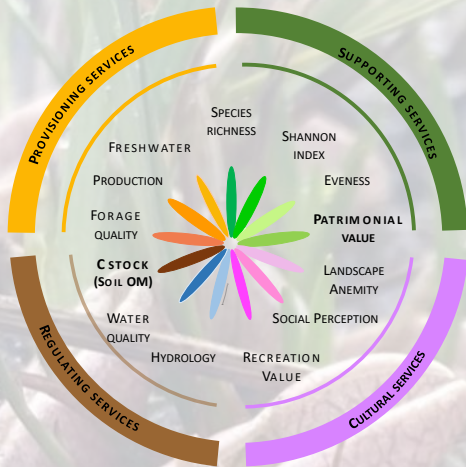 PROVISIONING SERVICES
SUPPORTING SERVICES
SPECIES
RICHNESS
SHANNON
INDEX
FRESHWATER
PRODUCTION
EVENESS
FORAGE
QUALITY
PATRIMONIAL
VALUE
C STOCK
(SOIL OM)
LANDSCAPE
ANEMITY
WATER
QUALITY
SOCIAL PERCEPTION
HYDROLOGY
RECREATION
VALUE
REGULATING SERVICES
CULTURAL SERVICES